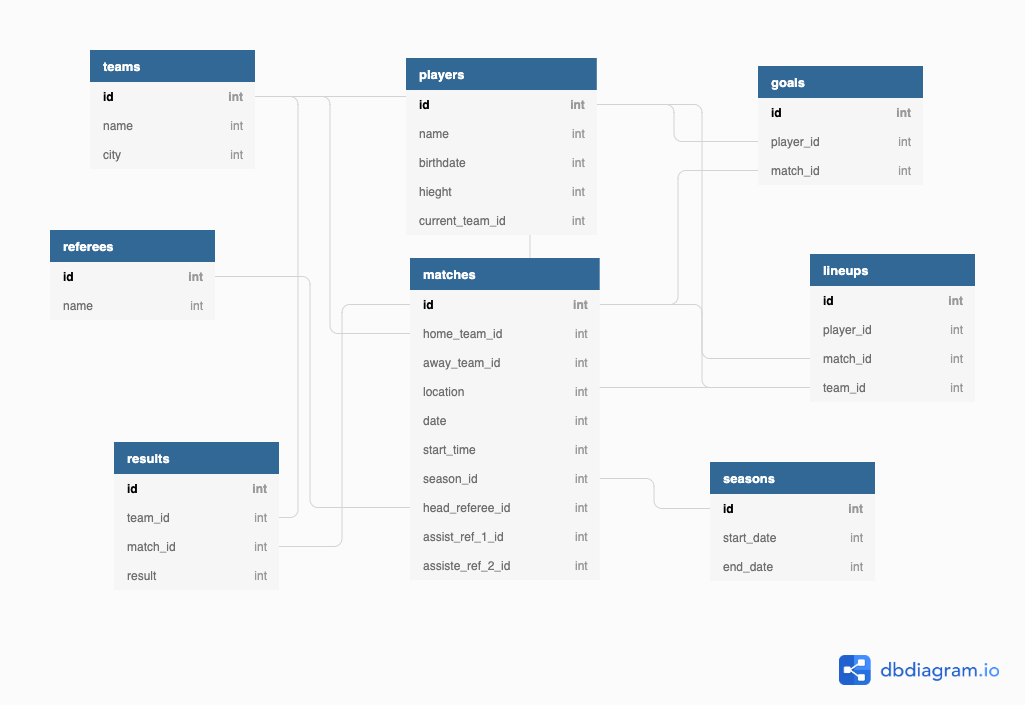 teams
id int
name int
city int
players
id int
name int
birthdate int
hieght int
current_team_id int
goals
id int
player_id int
match_id int
referees
id int
name int
matches
id int
home_team_id int
away_team_id int
location int
date int
start_time int
season_id int
head_referee_id int
assist_ref_1_id int
assiste_ref_2_id int
lineups
id int
player_id int
match_id int
team_id int
results
id int
team_id int
match_id int
result int
seasons
id int
start_date int
end_date int
dbdiagram.io